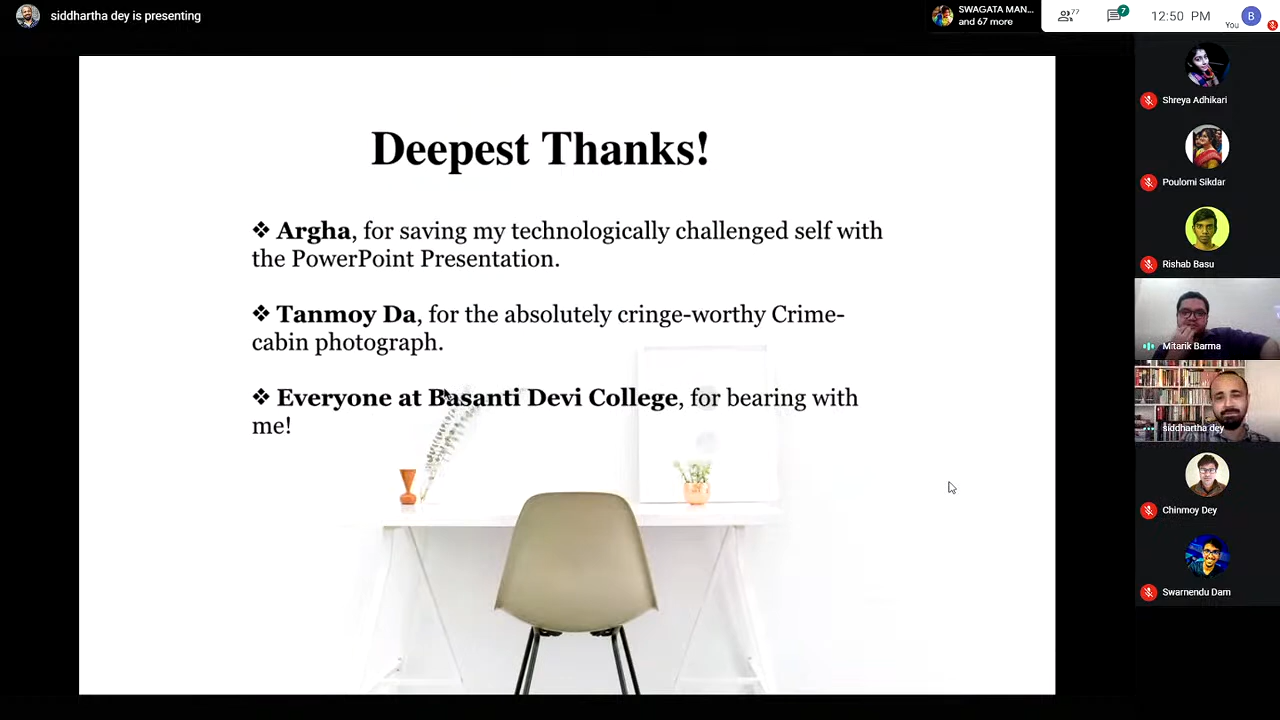 siddhartha dey is presenting
SWAGATA MAN...
and 67 more
77
7
12:50 PM
You
B
Deepest Thanks!
❖ Argha, for saving my technologically challenged self with
the PowerPoint Presentation.
❖ Tanmoy Da, for the absolutely cringe-worthy Crime-
cabin photograph.
❖ Everyone at Basanti Devi College, for bearing with
me!
Shreya Adhikari
Poulomi Sikdar
Rishab Basu
Mitarik Barma
siddhartha dey
Chinmoy Dey
Swarnendu Dam